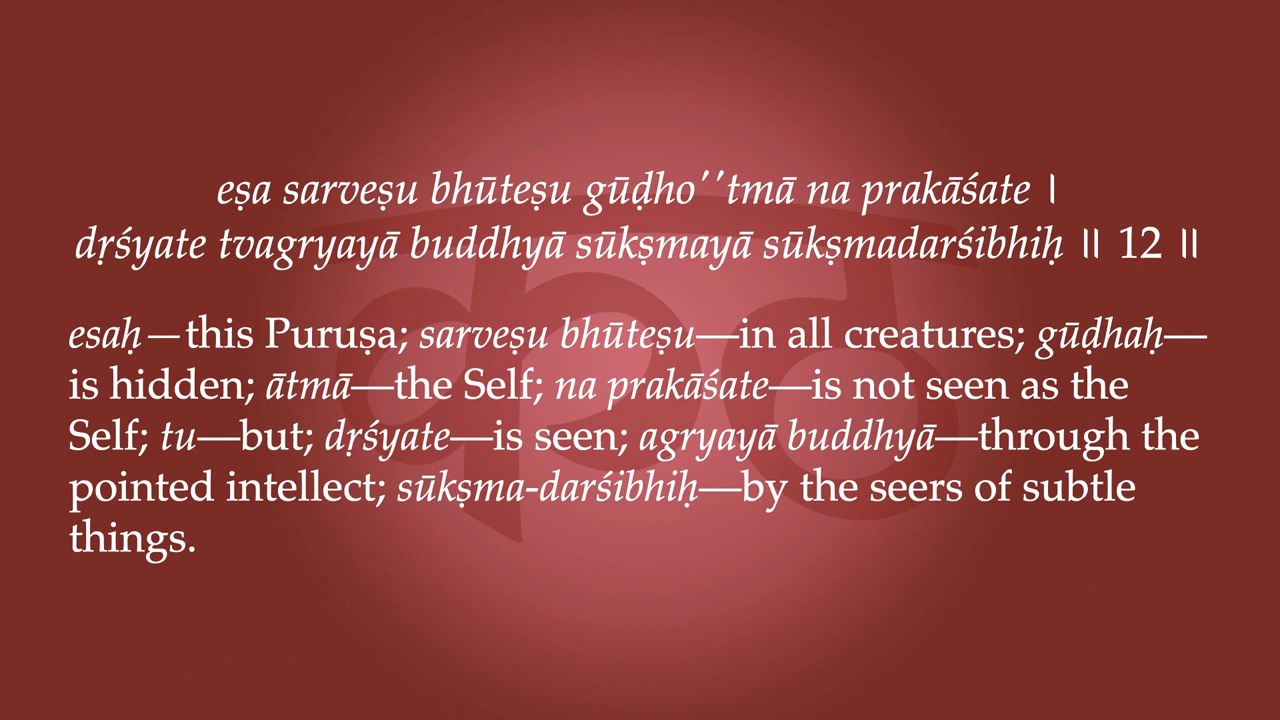 eṣa sarveṣu bhūteṣu gūḍho’’tmā na prakāśate ।
dṛśyate tvagryayā buddhyā sūkṣmayā sūkṣmadarśibhiḥ ॥ 12 ॥
esaḥ—this Puruṣa; sarveṣu bhūteṣu—in all creatures; gūḍhaḥ—
is hidden; ātmā—the Self; na prakāśate—is not seen as the
Self; tu—but; dṛśyate—is seen; agryayā buddhyā—through the
pointed intellect; sūkṣma-darśibhiḥ—by the seers of subtle
things.